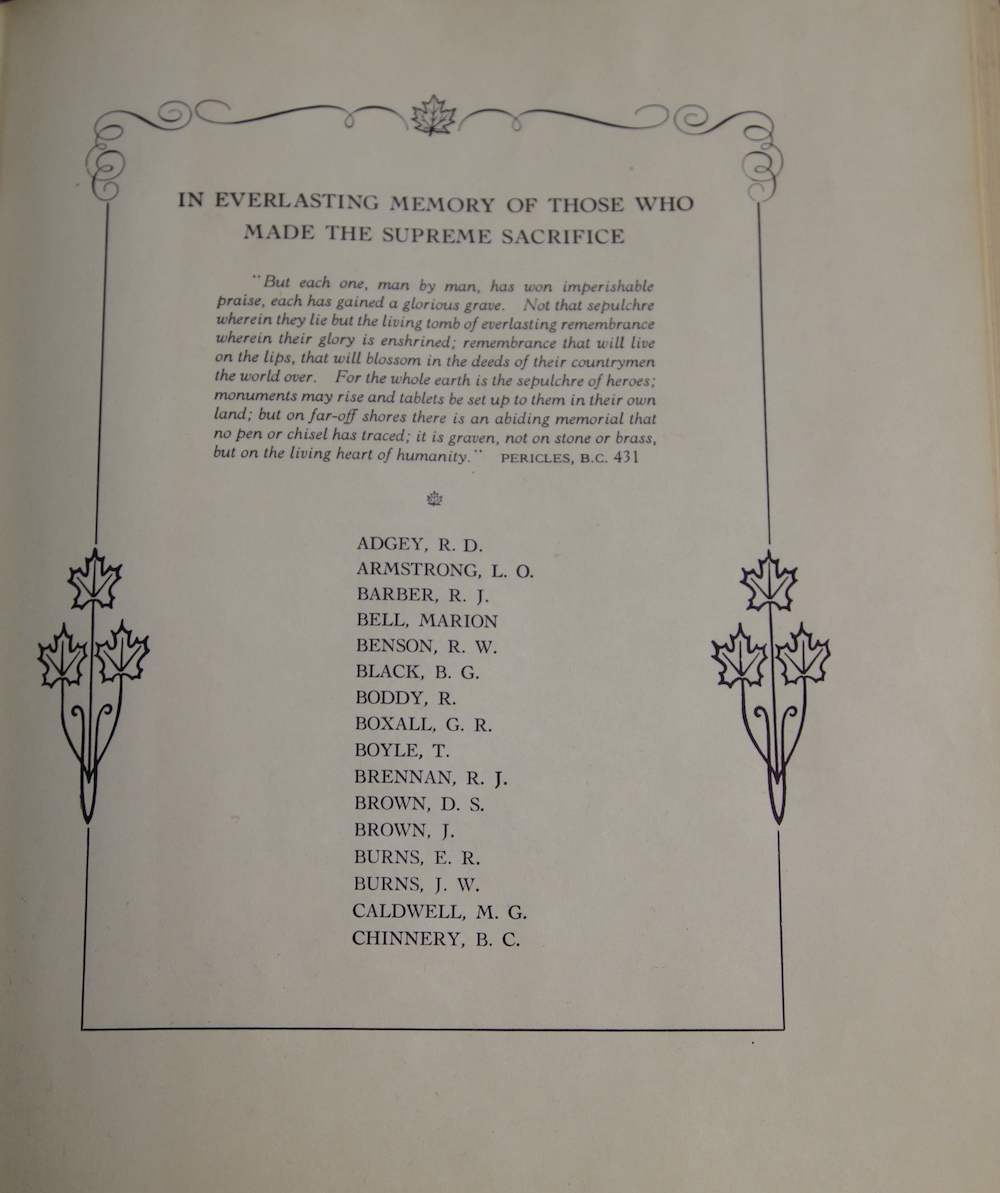 IN EVERLASTING MEMORY OF THOSE WHO
MADE THE SUPREME SACRIFICE
"But each one, man by man, has won imperishable
praise, each has gained a glorious grave. Not that sepulchre
wherein they lie but the living tomb of everlasting remembrance
wherein their glory is enshrined; remembrance that will live
on the lips, that will blossom in the deeds of their countrymen
the world over. For the whole earth is the sepulchre of heroes;
monuments may rise and tablets be set up to them in their own
land; but on far-off shores there is an abiding memorial that
no pen or chisel has traced; it is graven, not on stone or brass,
but on the living heart of humanity." PERICLES, B.C. 431
ADGEY, R. D.
ARMSTRONG, L. O.
BARBER, R. J.
BELL, MARION
BENSON, R. W.
BLACK, B. G.
BODDY, R.
BOXALL, G. R.
BOYLE, T.
BRENNAN, R. J.
BROWN, D. S.
BROWN, J.
BURNS, E. R.
BURNS, J. W.
CALDWELL, M. G.
CHINNERY, B. C.